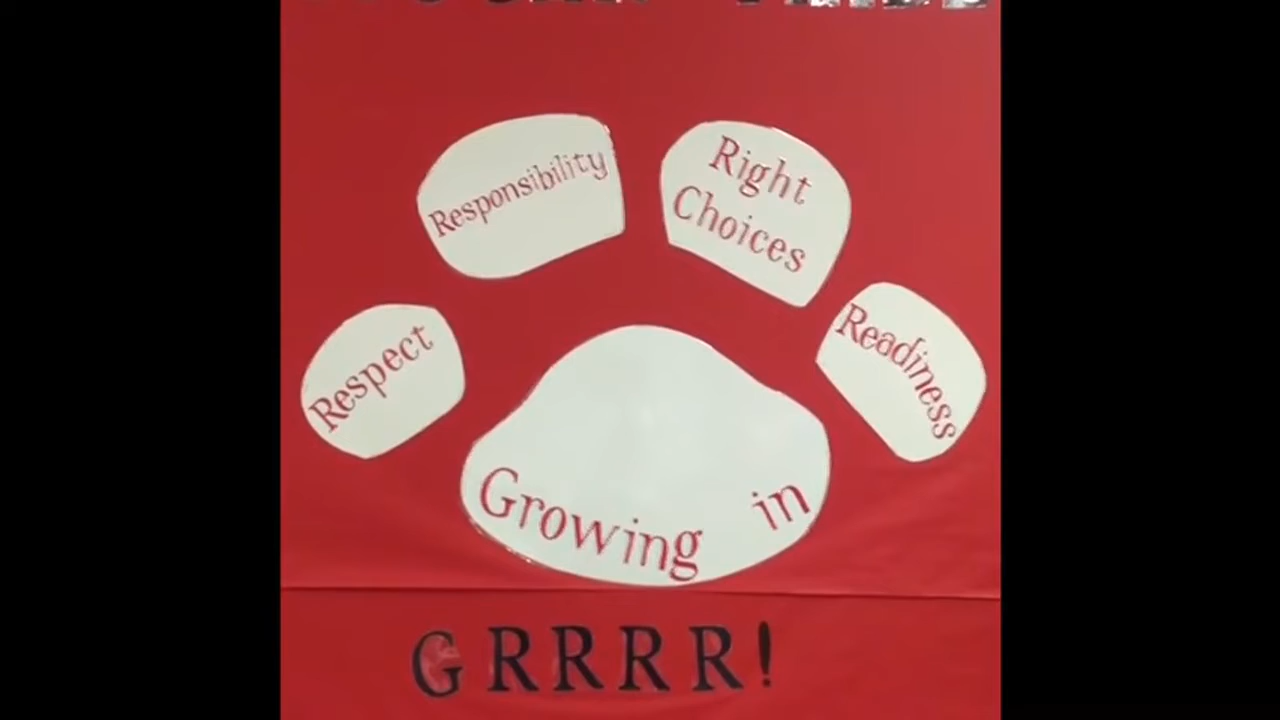 Responsibility
Right
Choices
Respect
Readiness
Growing in
GRRRR!